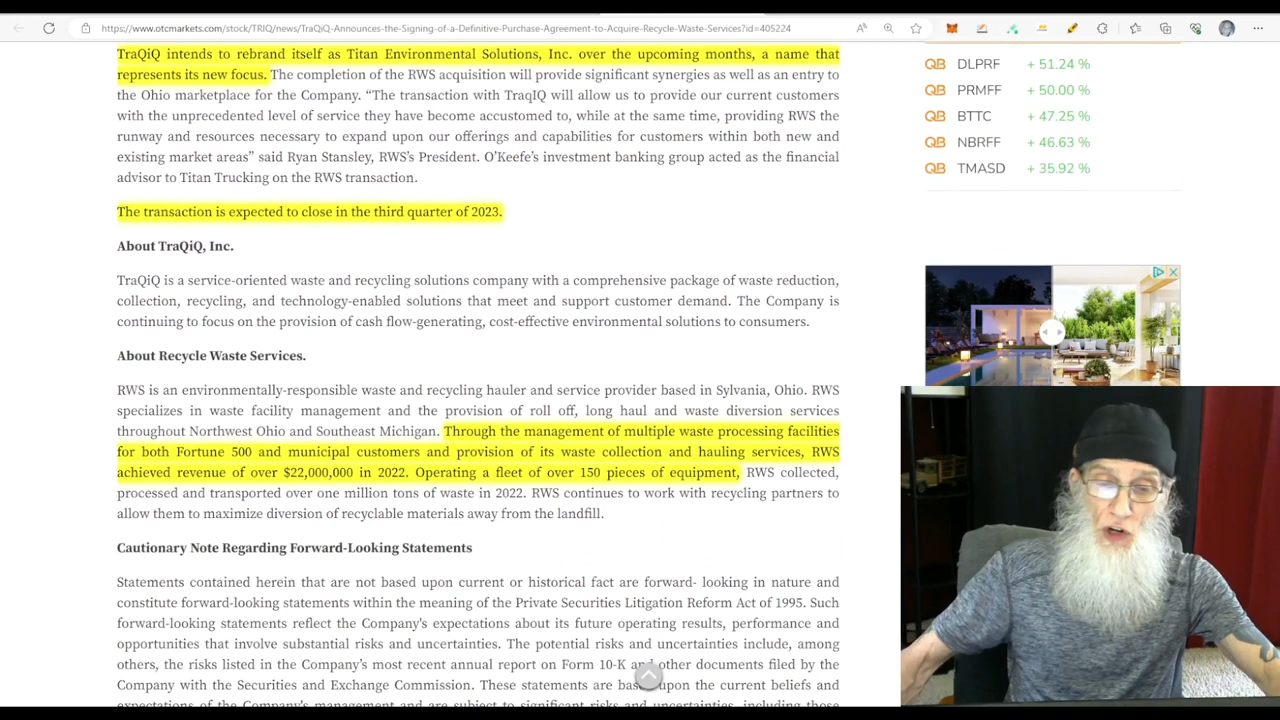 https://www.otcmarkets.com/stock/TRIQ/news/TraQiQ-Announces-the-Signing-of-a-Definitive-Purchase-Agreement-to-Acquire-Recycle-Waste-Services?id=405224
TraQiQ intends to rebrand itself as Titan Environmental Solutions, Inc. over the upcoming months, a name that
represents its new focus. The completion of the RWS acquisition will provide significant synergies as well as an entry to
the Ohio marketplace for the Company. “The transaction with TraqIQ will allow us to provide our current customers
with the unprecedented level of service they have become accustomed to, while at the same time, providing RWS the
runway and resources necessary to expand upon our offerings and capabilities for customers within both new and
existing market areas” said Ryan Stansley, RWS’s President. O’Keefe’s investment banking group acted as the financial
advisor to Titan Trucking on the RWS transaction.
The transaction is expected to close in the third quarter of 2023.
About TraQiQ, Inc.
TraQiQ is a service-oriented waste and recycling solutions company with a comprehensive package of waste reduction,
collection, recycling, and technology-enabled solutions that meet and support customer demand. The Company is
continuing to focus on the provision of cash flow-generating, cost-effective environmental solutions to consumers.
About Recycle Waste Services.
RWS is an environmentally-responsible waste and recycling hauler and service provider based in Sylvania, Ohio. RWS
specializes in waste facility management and the provision of roll off, long haul and waste diversion services
throughout Northwest Ohio and Southeast Michigan. Through the management of multiple waste processing facilities
for both Fortune 500 and municipal customers and provision of its waste collection and hauling services, RWS
achieved revenue of over $22,000,000 in 2022. Operating a fleet of over 150 pieces of equipment, RWS collected,
processed and transported over one million tons of waste in 2022. RWS continues to work with recycling partners to
allow them to maximize diversion of recyclable materials away from the landfill.
Cautionary Note Regarding Forward-Looking Statements
Statements contained herein that are not based upon current or historical fact are forward- looking in nature and
constitute forward-looking statements within the meaning of the Private Securities Litigation Reform Act of 1995. Such
forward-looking statements reflect the Company’s expectations about its future operating results, performance and
opportunities that involve substantial risks and uncertainties. The potential risks and uncertainties include, among
others, the risks listed in the Company’s most recent annual report on Form 10-K and other documents filed by the
Company with the Securities and Exchange Commission. These statements are based upon the current beliefs and
expectations of the Company’s management and are subject to significant risks and uncertainties, including those
QB DLPRF + 51.24 %
QB PRMFF + 50.00 %
QB BTTC + 47.25 %
QB NBRFF + 46.63 %
QB TMASD + 35.92 %